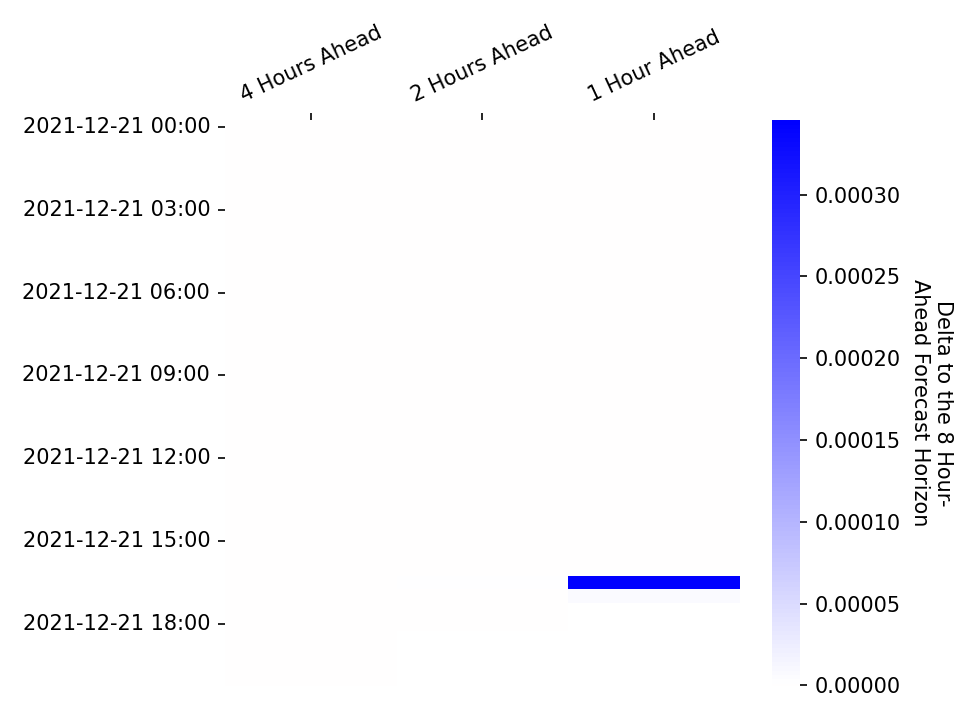 4 Hours Ahead
2 Hours Ahead
1 Hour Ahead
2021-12-21 00:00
2021-12-21 03:00
2021-12-21 06:00
2021-12-21 09:00
2021-12-21 12:00
2021-12-21 15:00
2021-12-21 18:00
0.00030
0.00025
0.00020
0.00015
0.00010
0.00005
0.00000
Delta to the 8 Hour-
Ahead Forecast Horizon